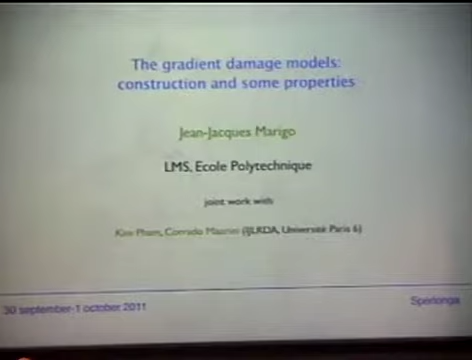 The gradient damage models:
construction and some properties
Jean-Jacques Marigo
LMS, Ecole Polytechnique
joint work with
Kim Pham, Corrado Maurini (IJLRDA, Université Paris 6)
30 september-1 october 2011
Sperlonga